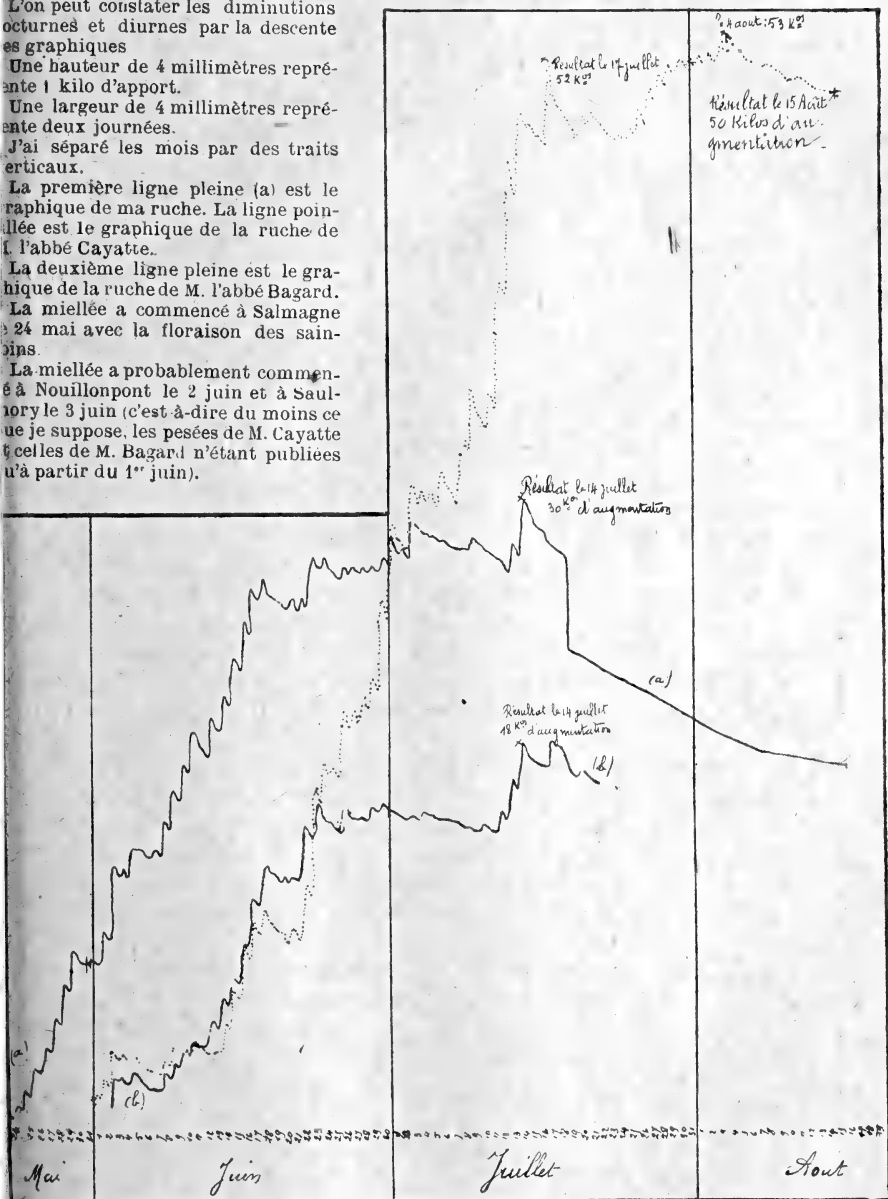 L'on peut constater les diminutions
octurnes et diurnes par la descente
es graphiques
Une hauteur de 4 millimètres repré-
ente 1 kilo d'apport.
Une largeur de 4 millimètres repré-
ente deux journées.
J'ai séparé les mois par des traits
erticaux.
La première ligne pleine (a) est le
raphique de ma ruche. La ligne poin-
illée est le graphique de la ruche de
l'abbé Cayatte.
La deuxième ligne pleine est le gra-
hique de la ruche de M. l'abbé Bagard.
La miellée a commencé à Salmagne
24 mai avec la floraison des sain-
oins.
La miellée a probablement commen-
é à Nouillonpont le 2 juin et à Saul-
ory le 3 juin (c'est-à-dire du moins ce
ue je suppose, les pesées de M. Cayatte
t celles de M. Bagard n'étant publiées
u'à partir du 1er juin).
4 aout : 53 Kos
Résultat le 17 juillet
52 Kos
Résultat le 15 Août
50 Kilos d'au-
gmentation
Résultat le 14 juillet
30 Kos d'augmentation
(a)
Résultat le 14 juillet
18 Kos d'augmentation
(b)
(a)
(b)
Mai Juin Juillet Aout